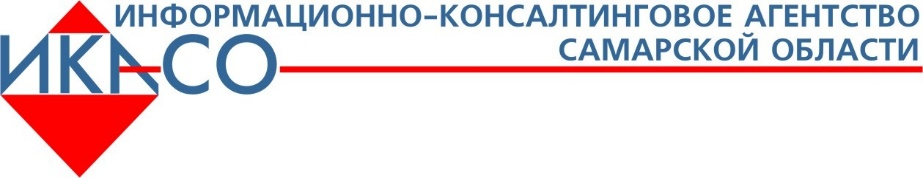 ИНФОРМАЦИОННО-КОНСАЛТИНГОВОЕ АГЕНТСТВО
САМАРСКОЙ ОБЛАСТИ
ИКАСО